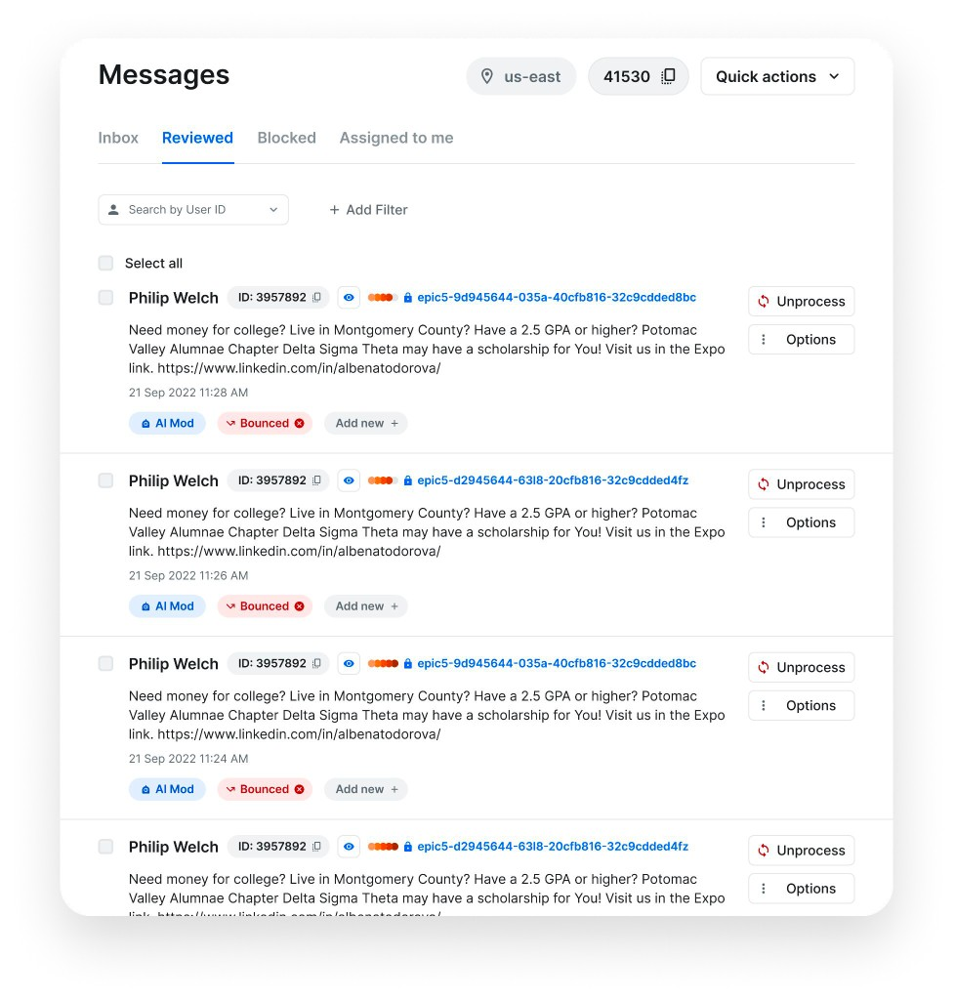 Messages
us-east
41530
Quick actions
Inbox
Reviewed
Blocked
Assigned to me
Search by User ID
+ Add Filter
Select all
Philip Welch ID: 3957892 epic5-9d945644-035a-40cfb816-32c9cdded8bc
Unprocess
Need money for college? Live in Montgomery County? Have a 2.5 GPA or higher? Potomac
Valley Alumnae Chapter Delta Sigma Theta may have a scholarship for You! Visit us in the Expo
link. https://www.linkedin.com/in/albenatodorova/
Options
21 Sep 2022 11:28 AM
AI Mod Bounced Add new +
Philip Welch ID: 3957892 epic5-d2945644-63l8-20cfb816-32c9cdded4fz
Unprocess
Need money for college? Live in Montgomery County? Have a 2.5 GPA or higher? Potomac
Valley Alumnae Chapter Delta Sigma Theta may have a scholarship for You! Visit us in the Expo
link. https://www.linkedin.com/in/albenatodorova/
Options
21 Sep 2022 11:26 AM
AI Mod Bounced Add new +
Philip Welch ID: 3957892 epic5-9d945644-035a-40cfb816-32c9cdded8bc
Unprocess
Need money for college? Live in Montgomery County? Have a 2.5 GPA or higher? Potomac
Valley Alumnae Chapter Delta Sigma Theta may have a scholarship for You! Visit us in the Expo
link. https://www.linkedin.com/in/albenatodorova/
Options
21 Sep 2022 11:24 AM
AI Mod Bounced Add new +
Philip Welch ID: 3957892 epic5-d2945644-63l8-20cfb816-32c9cdded4fz
Unprocess
Need money for college? Live in Montgomery County? Have a 2.5 GPA or higher? Potomac
Valley Alumnae Chapter Delta Sigma Theta may have a scholarship for You! Visit us in the Expo
link. https://www.linkedin.com/in/albenatodorova/
Options